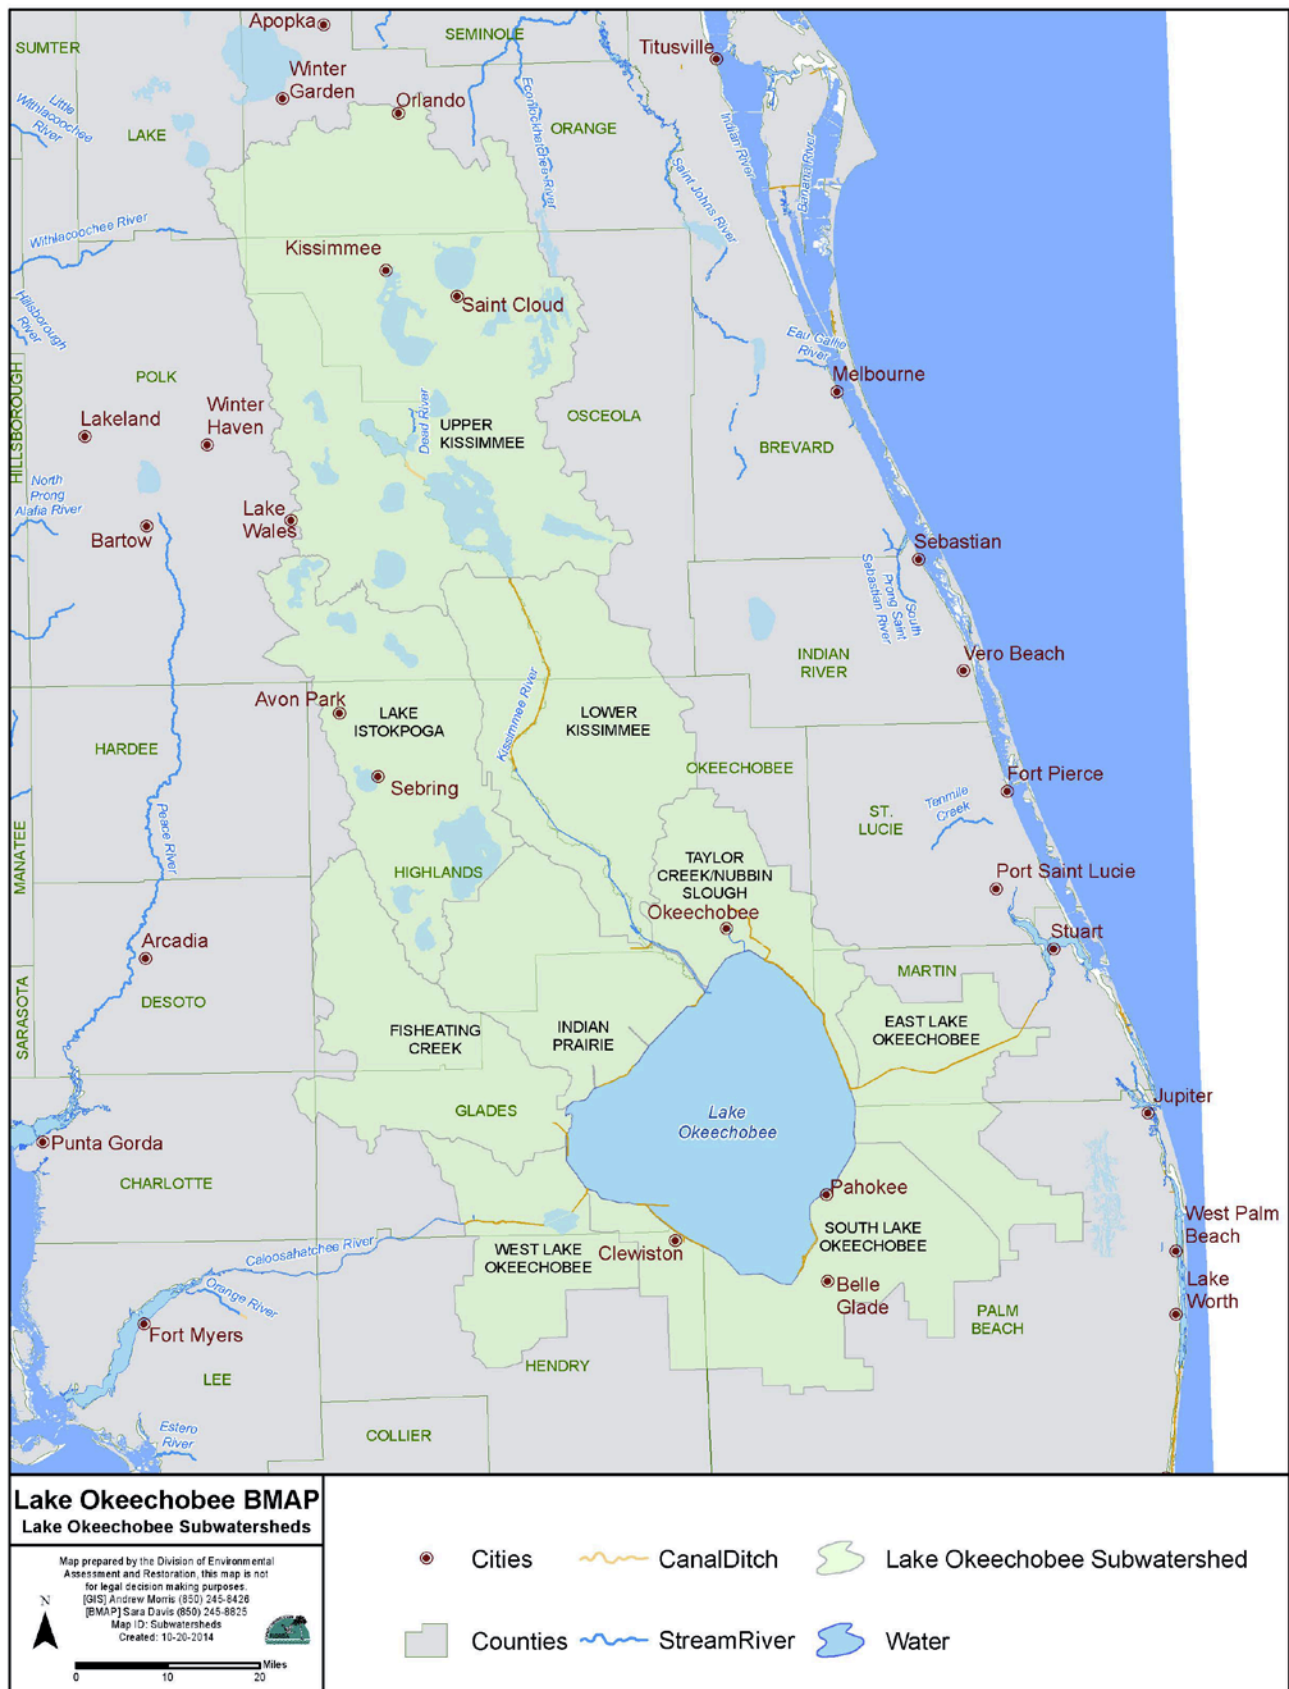 Apopka
SEMINOLE
SUMTER
Titusville
Winter
Garden
Orlando
Little
Withlacoochee
River
LAKE
ORANGE
Econlockhatchee River
Indian River
Banana River
Saint Johns River
Withlacoochee River
Kissimmee
Saint Cloud
Hillsborough
River
Eau Gallie
River
POLK
Melbourne
HILLSBOROUGH
Lakeland
Winter
Haven
Dead River
UPPER
KISSIMMEE
OSCEOLA
BREVARD
North
Prong
Alafia River
Bartow
Lake
Wales
Sebastian
South
Prong Saint
Sebastian River
INDIAN
RIVER
Vero Beach
Avon Park
LAKE
ISTOKPOGA
Kissimmee River
LOWER
KISSIMMEE
HARDEE
OKEECHOBEE
Sebring
Fort Pierce
Tenmile
Creek
ST.
LUCIE
MANATEE
Peace River
HIGHLANDS
TAYLOR
CREEK/NUBBIN
SLOUGH
Port Saint Lucie
Okeechobee
Arcadia
Stuart
SARASOTA
DESOTO
MARTIN
FISHEATING
CREEK
INDIAN
PRAIRIE
EAST LAKE
OKEECHOBEE
GLADES
Lake
Okeechobee
Jupiter
Punta Gorda
CHARLOTTE
Pahokee
West Palm
Beach
SOUTH LAKE
OKEECHOBEE
Caloosahatchee River
WEST LAKE
OKEECHOBEE
Clewiston
Orange River
Belle
Glade
Lake
Worth
Fort Myers
PALM
BEACH
LEE
HENDRY
Estero
River
COLLIER
Lake Okeechobee BMAP
Lake Okeechobee Subwatersheds
Map prepared by the Division of Environmental
Assessment and Restoration, this map is not
for legal decision making purposes.
[GIS] Andrew Morris (850) 245-8426
[BMAP] Sara Davis (850) 245-8825
Map ID: Subwatersheds
Created: 10-20-2014
N
Miles
0 10 20
Cities
CanalDitch
Lake Okeechobee Subwatershed
Counties
StreamRiver
Water